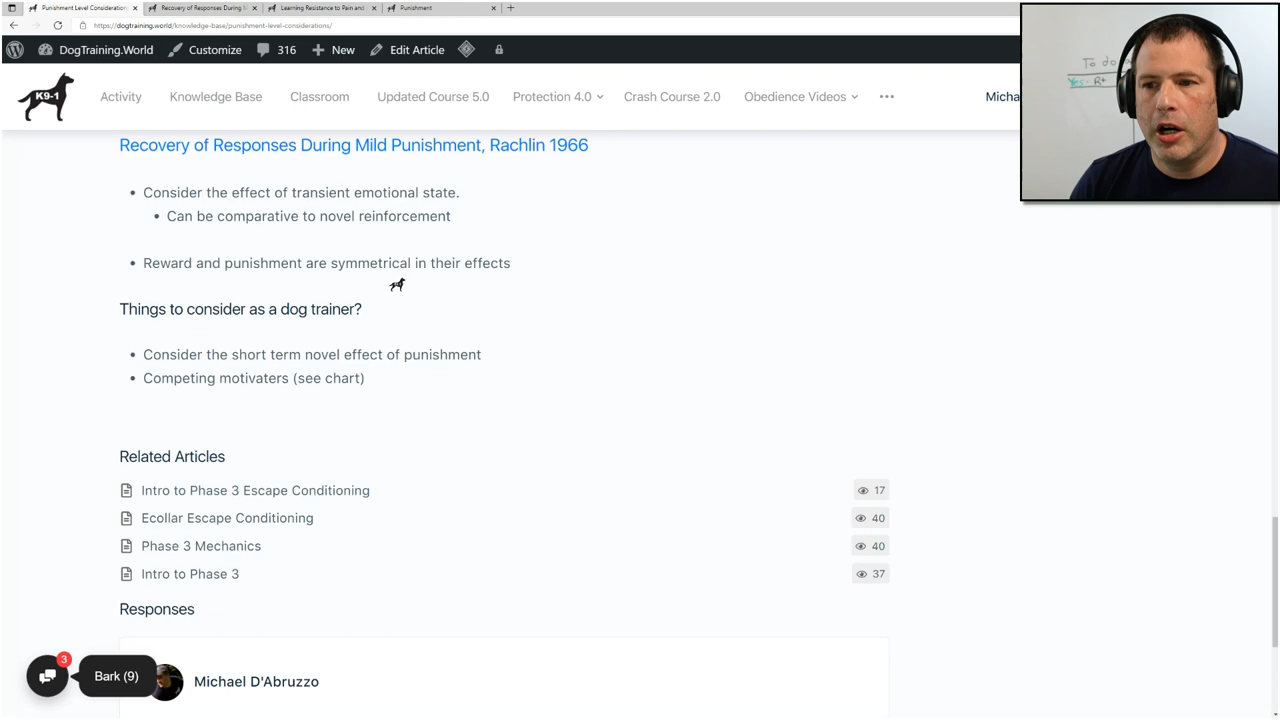 Punishment Level Consideration
Recovery of Responses During M
Learning Resistance to Pain and
Punishment
https://dogtraining.world/knowledge-base/punishment-level-considerations/
DogTraining.World
Customize
316
New
Edit Article
K9-1
Activity
Knowledge Base
Classroom
Updated Course 5.0
Protection 4.0
Crash Course 2.0
Obedience Videos
Micha
To do
R+
Recovery of Responses During Mild Punishment, Rachlin 1966
Consider the effect of transient emotional state.
Can be comparative to novel reinforcement
Reward and punishment are symmetrical in their effects
Things to consider as a dog trainer?
Consider the short term novel effect of punishment
Competing motivaters (see chart)
Related Articles
Intro to Phase 3 Escape Conditioning 17
Ecollar Escape Conditioning 40
Phase 3 Mechanics 40
Intro to Phase 3 37
Responses
3
Bark (9)
Michael D'Abruzzo